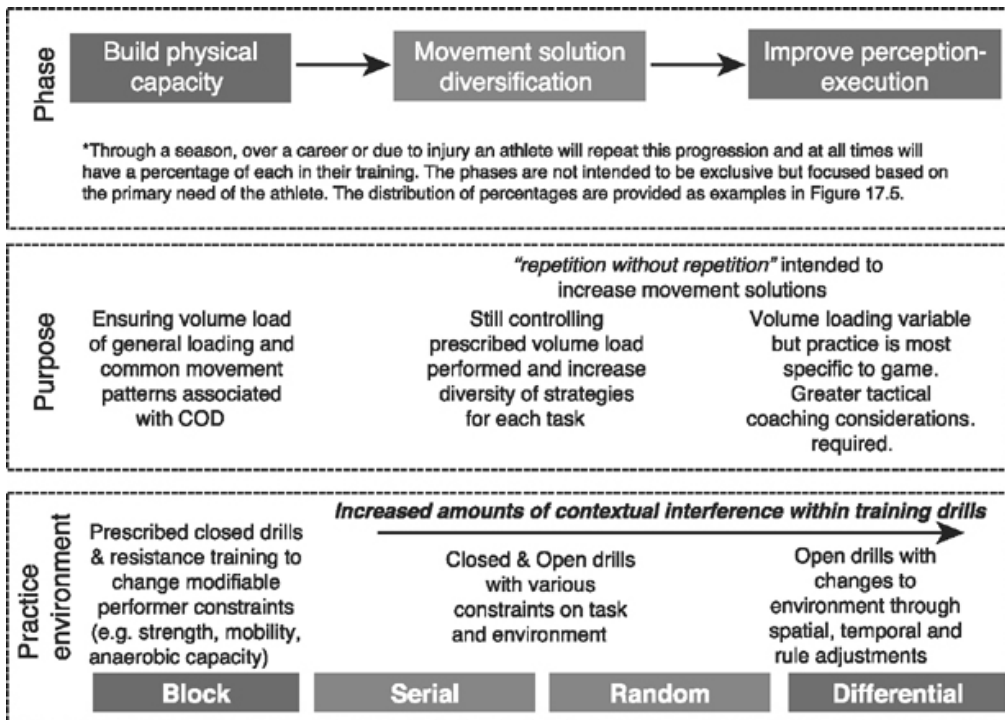 Phase
Build physical
capacity
Movement solution
diversification
Improve perception-
execution
*Through a season, over a career or due to injury an athlete will repeat this progression and at all times will
have a percentage of each in their training. The phases are not intended to be exclusive but focused based on
the primary need of the athlete. The distribution of percentages are provided as examples in Figure 17.5.
Purpose
"repetition without repetition" intended to
increase movement solutions
Ensuring volume load
of general loading and
common movement
patterns associated
with COD
Still controlling
prescribed volume load
performed and increase
diversity of strategies
for each task
Volume loading variable
but practice is most
specific to game.
Greater tactical
coaching considerations.
required.
Practice
environment
Increased amounts of contextual interference within training drills
Prescribed closed drills
& resistance training to
change modifiable
performer constraints
(e.g. strength, mobility,
anaerobic capacity)
Closed & Open drills
with various
constraints on task
and environment
Open drills with
changes to
environment through
spatial, temporal and
rule adjustments
Block
Serial
Random
Differential